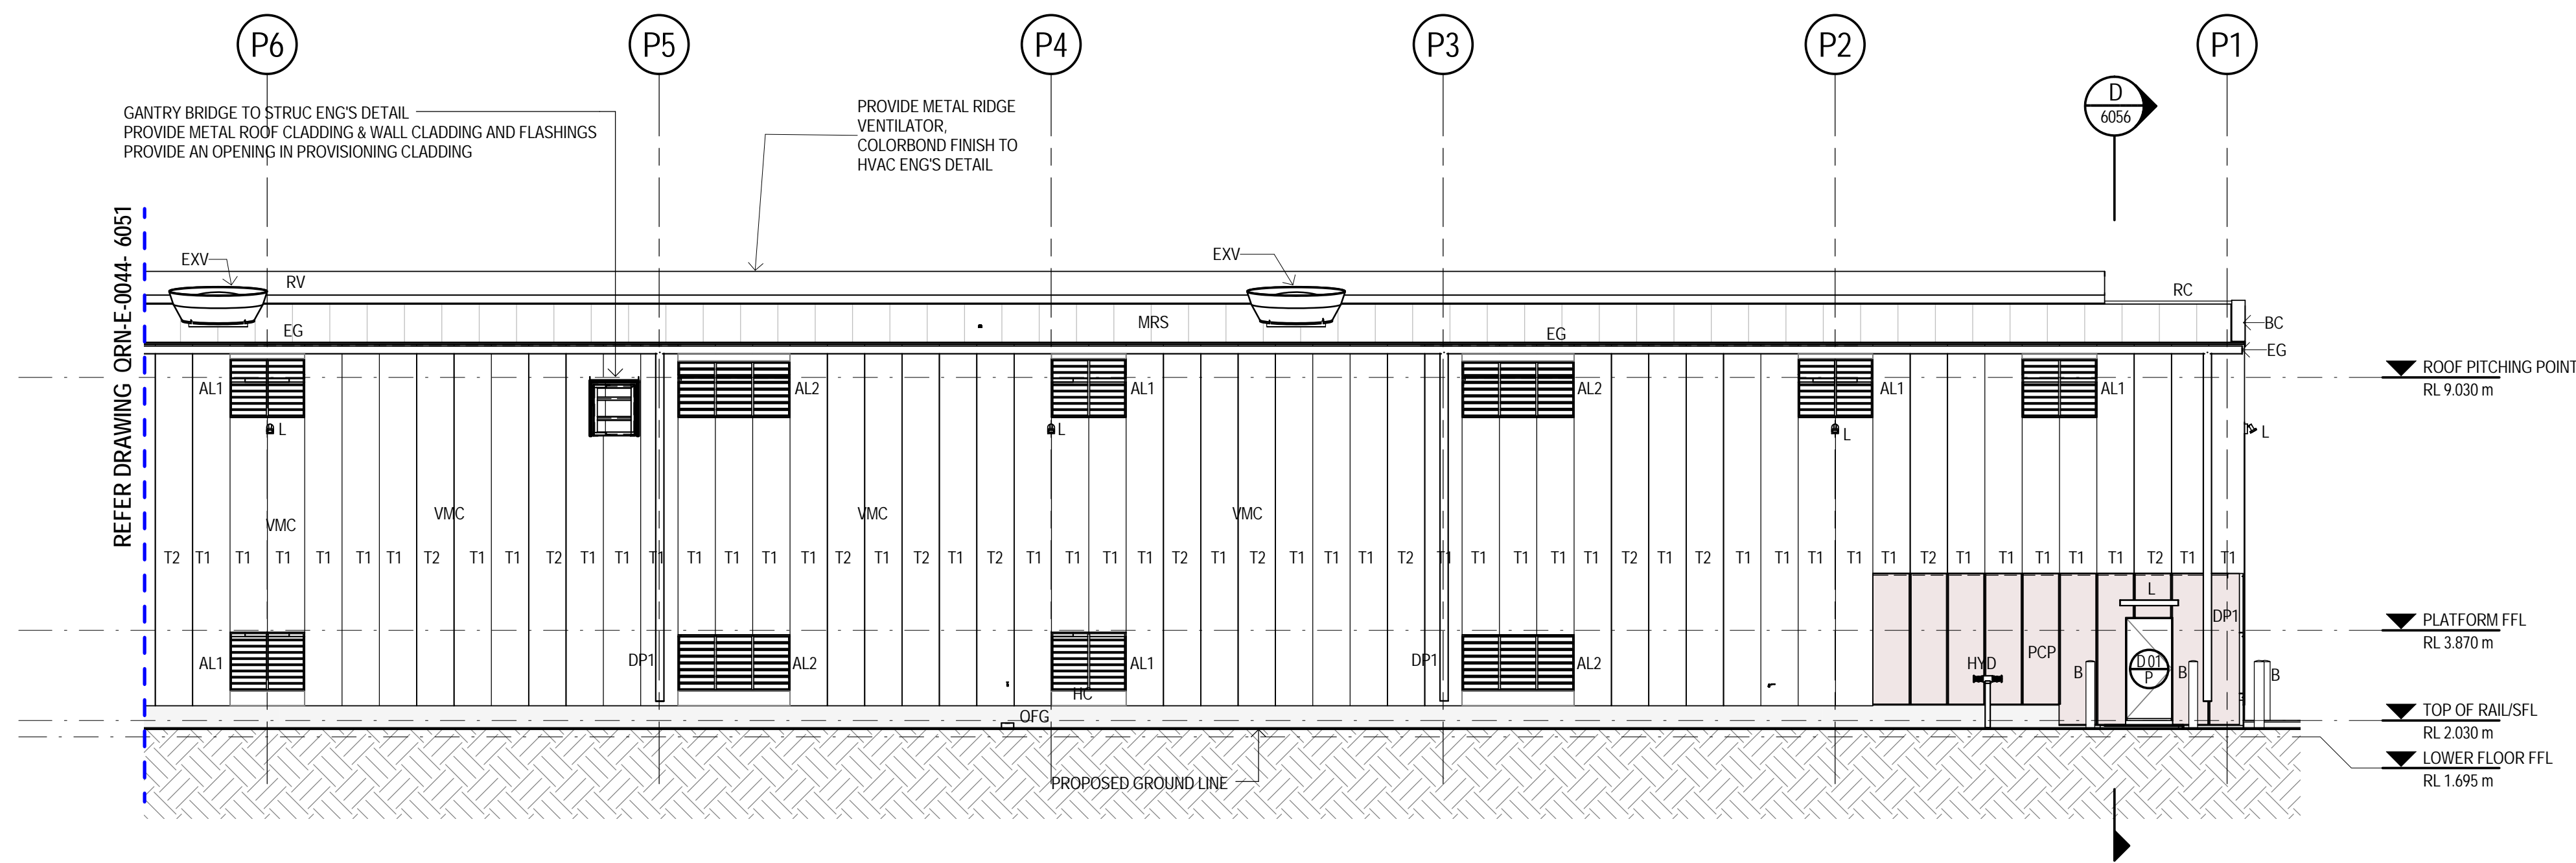 P6 P5 P4 P3 P2 P1
D
6056
GANTRY BRIDGE TO STRUC ENG'S DETAIL
PROVIDE METAL ROOF CLADDING & WALL CLADDING AND FLASHINGS
PROVIDE AN OPENING IN PROVISIONING CLADDING
PROVIDE METAL RIDGE
VENTILATOR,
COLORBOND FINISH TO
HVAC ENG'S DETAIL
REFER DRAWING QRN-E-0044- 6051
EXV EXV
RV RC
EG MRS EG BC
EG
ROOF PITCHING POINT
RL 9.030 m
AL1 AL2 AL1 AL2 AL1 AL1
L L L L
VMC VMC VMC VMC
T2 T1 T1 T1 T1 T1 T1 T2 T1 T1 T2 T1 T1 T1 T1 T1 T1 T1 T2 T1 T2 T1 T2 T1 T1 T1 T2 T1 T2 T1 T1 T1 T2 T1 T1 T1 T1 T1 T2 T1 T2 T1 T1 T1 T1 T1 T2 T1 T1 T1 T1 T1 T2 T1 T1
L
DP1
PLATFORM FFL
RL 3.870 m
AL1 DP1 AL2 AL1 DP1 AL2 HYD PCP B D 01 B B
P
HC
OFG
TOP OF RAIL/SFL
RL 2.030 m
LOWER FLOOR FFL
RL 1.695 m
PROPOSED GROUND LINE